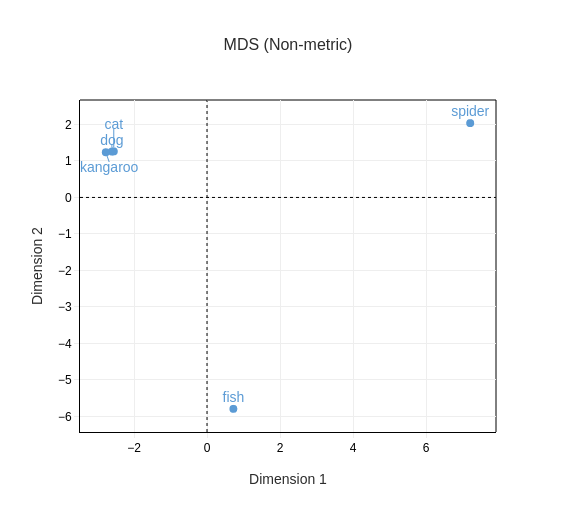 MDS (Non-metric)
spider
cat
dog
kangaroo
fish
2
1
0
−1
−2
−3
−4
−5
−6
−2
0
2
4
6
Dimension 2
Dimension 1